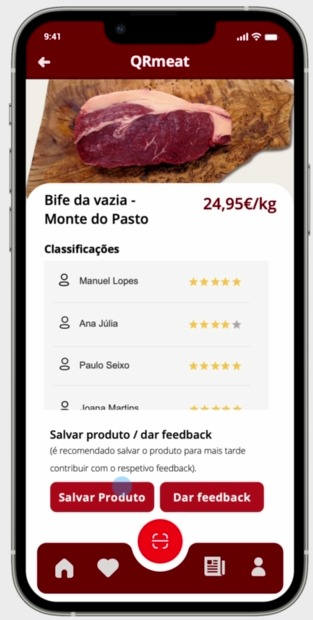 9:41
QRmeat
Bife da vazia -
Monte do Pasto
24,95€/kg
Classificações
Manuel Lopes
Ana Júlia
Paulo Seixo
Joana Martins
Salvar produto / dar feedback
(é recomendado salvar o produto para mais tarde
contribuir com o respetivo feedback).
Salvar Produto
Dar feedback